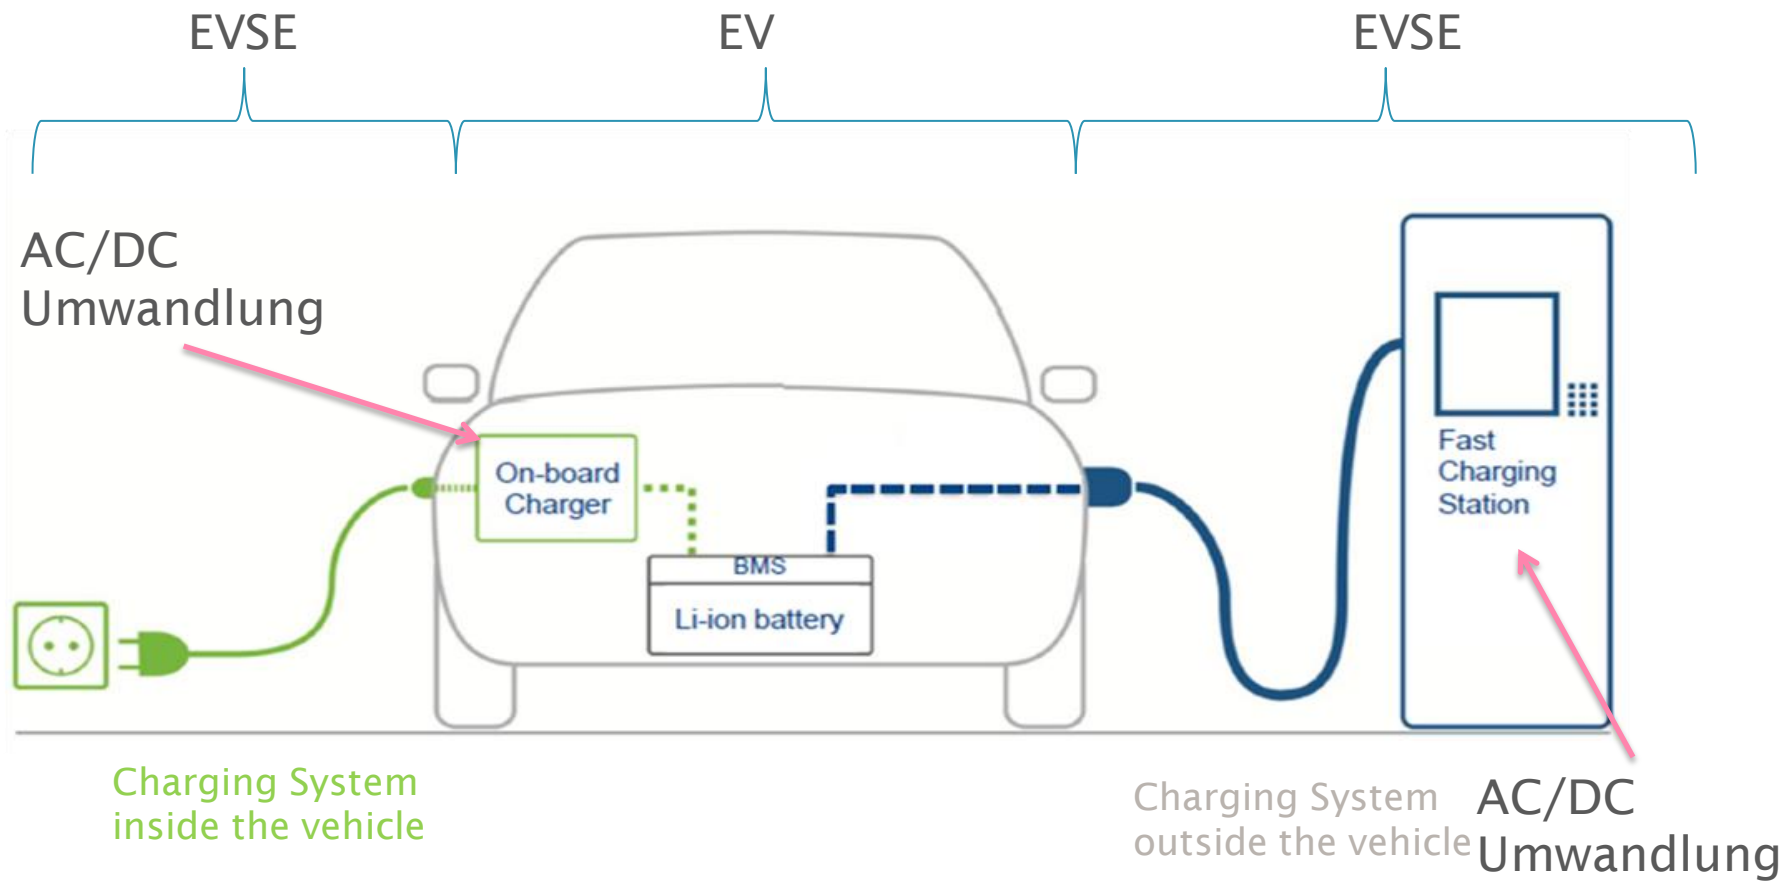 EVSE
EV
EVSE
AC/DC
Umwandlung
On-board
Charger
BMS
Li-ion battery
Fast
Charging
Station
Charging System
inside the vehicle
Charging System
outside the vehicle
AC/DC
Umwandlung